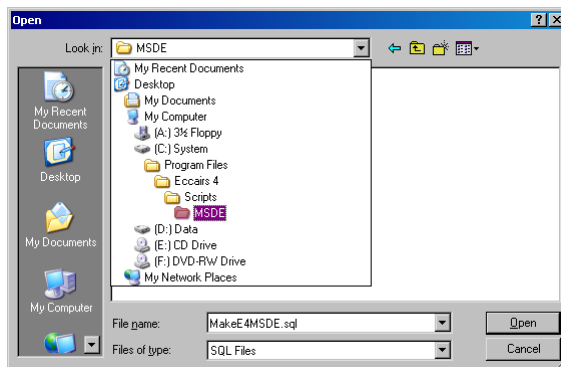 Open
Look in:
MSDE
My Recent Documents
Desktop
My Documents
My Computer
(A:) 3½ Floppy
(C:) System
Program Files
Eccairs 4
Scripts
MSDE
(D:) Data
(E:) CD Drive
(F:) DVD-RW Drive
My Network Places
My Recent
Documents
Desktop
My Documents
My Computer
File name:
MakeE4MSDE.sql
Open
Files of type:
SQL Files
Cancel